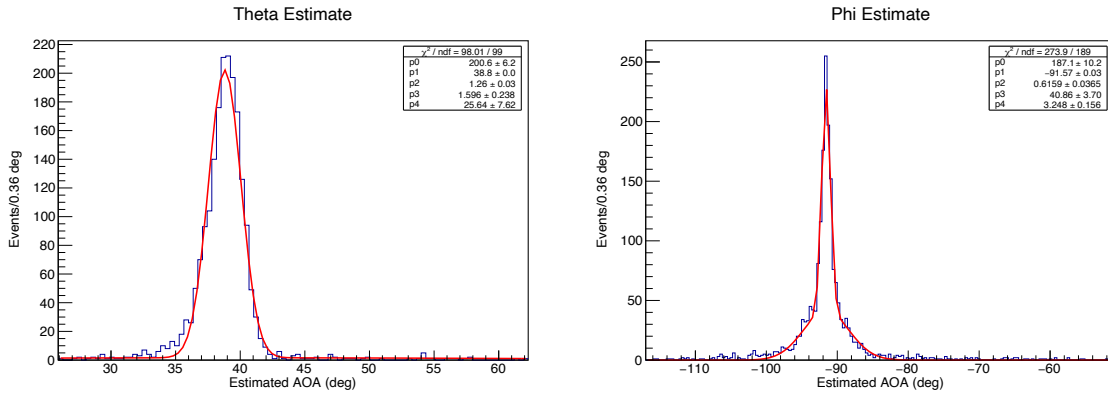 Theta Estimate
Events/0.36 deg
220
200
180
160
140
120
100
80
60
40
20
0
χ² / ndf = 98.01 / 99
p0 200.6 ± 6.2
p1 38.8 ± 0.0
p2 1.26 ± 0.03
p3 1.596 ± 0.238
p4 25.64 ± 7.62
30 35 40 45 50 55 60
Estimated AOA (deg)
Phi Estimate
Events/0.36 deg
250
200
150
100
50
0
χ² / ndf = 273.9 / 189
p0 187.1 ± 10.2
p1 −91.57 ± 0.03
p2 0.6159 ± 0.0365
p3 40.86 ± 3.70
p4 3.248 ± 0.156
−110 −100 −90 −80 −70 −60
Estimated AOA (deg)